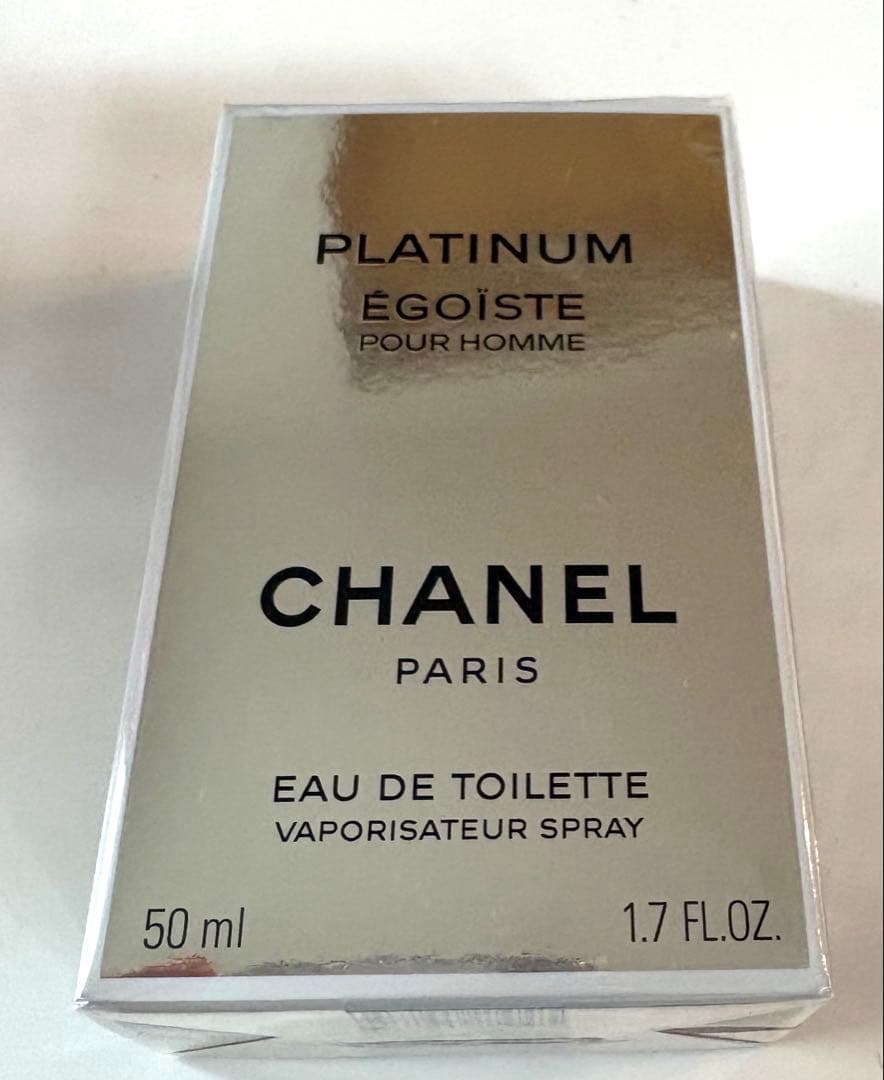 PLATINUM
ÉGOÏSTE
POUR HOMME
CHANEL
PARIS
EAU DE TOILETTE
VAPORISATEUR SPRAY
50 ml
1.7 FL.OZ.